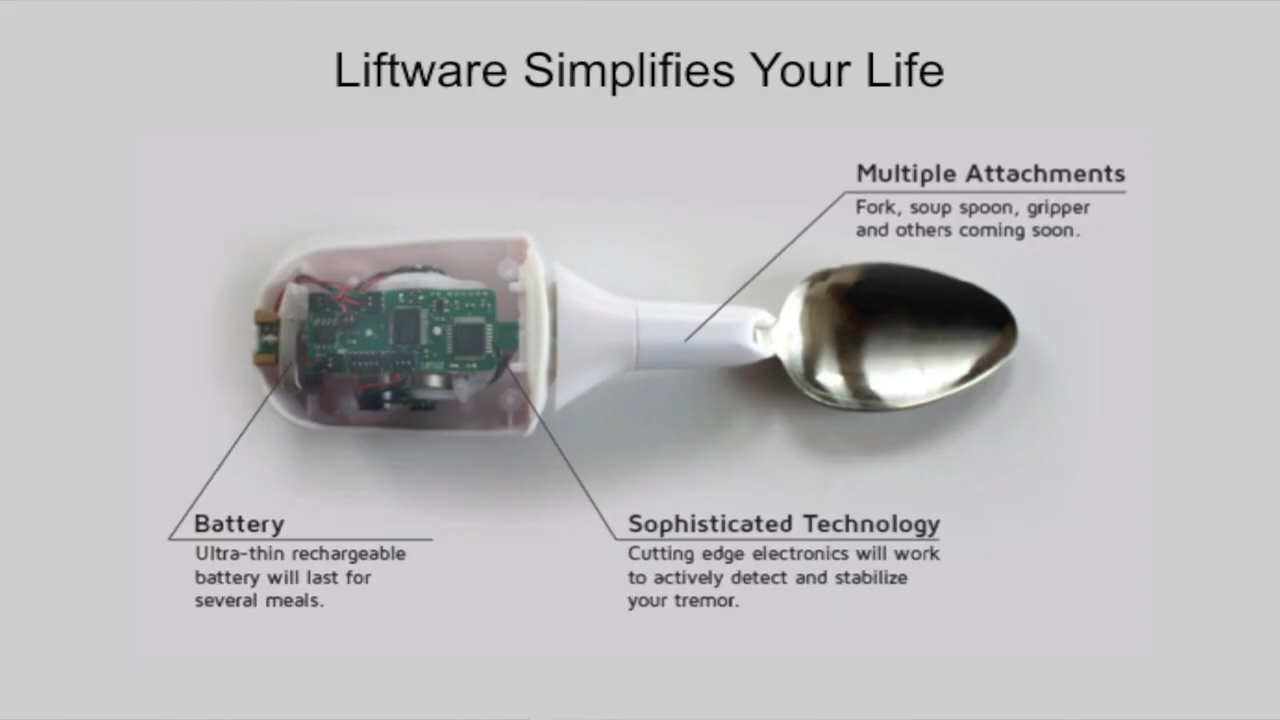 Liftware Simplifies Your Life
Multiple Attachments
Fork, soup spoon, gripper
and others coming soon.
Battery
Ultra-thin rechargeable
battery will last for
several meals.
Sophisticated Technology
Cutting edge electronics will work
to actively detect and stabilize
your tremor.